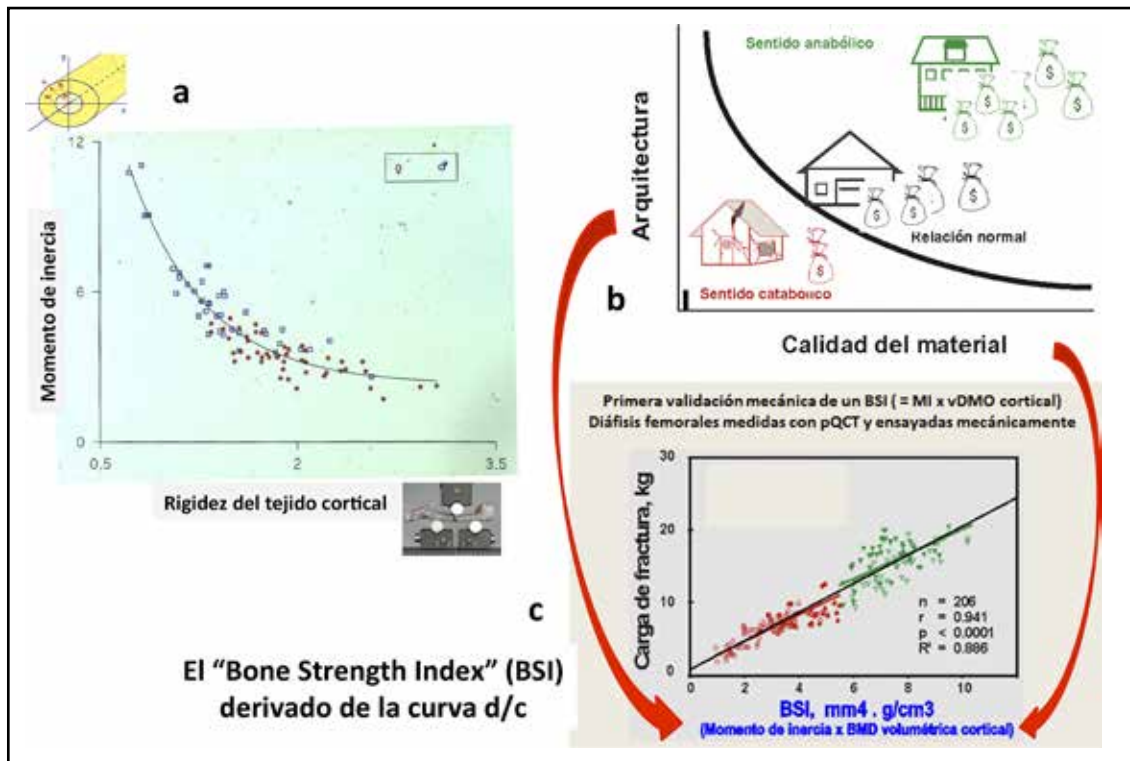 a
12
6
0
0.5
2
3.5
Momento de inercia
♀ ♂
Rigidez del tejido cortical
b
Arquitectura
Sentido anabólico
$ $ $ $ $ $
$ $ $ $
Relación normal
$
Sentido catabólico
Calidad del material
Primera validación mecánica de un BSI ( = MI x vDMO cortical)
Diáfisis femorales medidas con pQCT y ensayadas mecánicamente
Carga de fractura, kg
30
20
10
0
n = 206
r = 0.941
p < 0.0001
R' = 0.886
0 2 4 6 8 10
BSI, mm4 . g/cm3
(Momento de inercia x BMD volumétrica cortical)
c
El “Bone Strength Index” (BSI)
derivado de la curva d/c